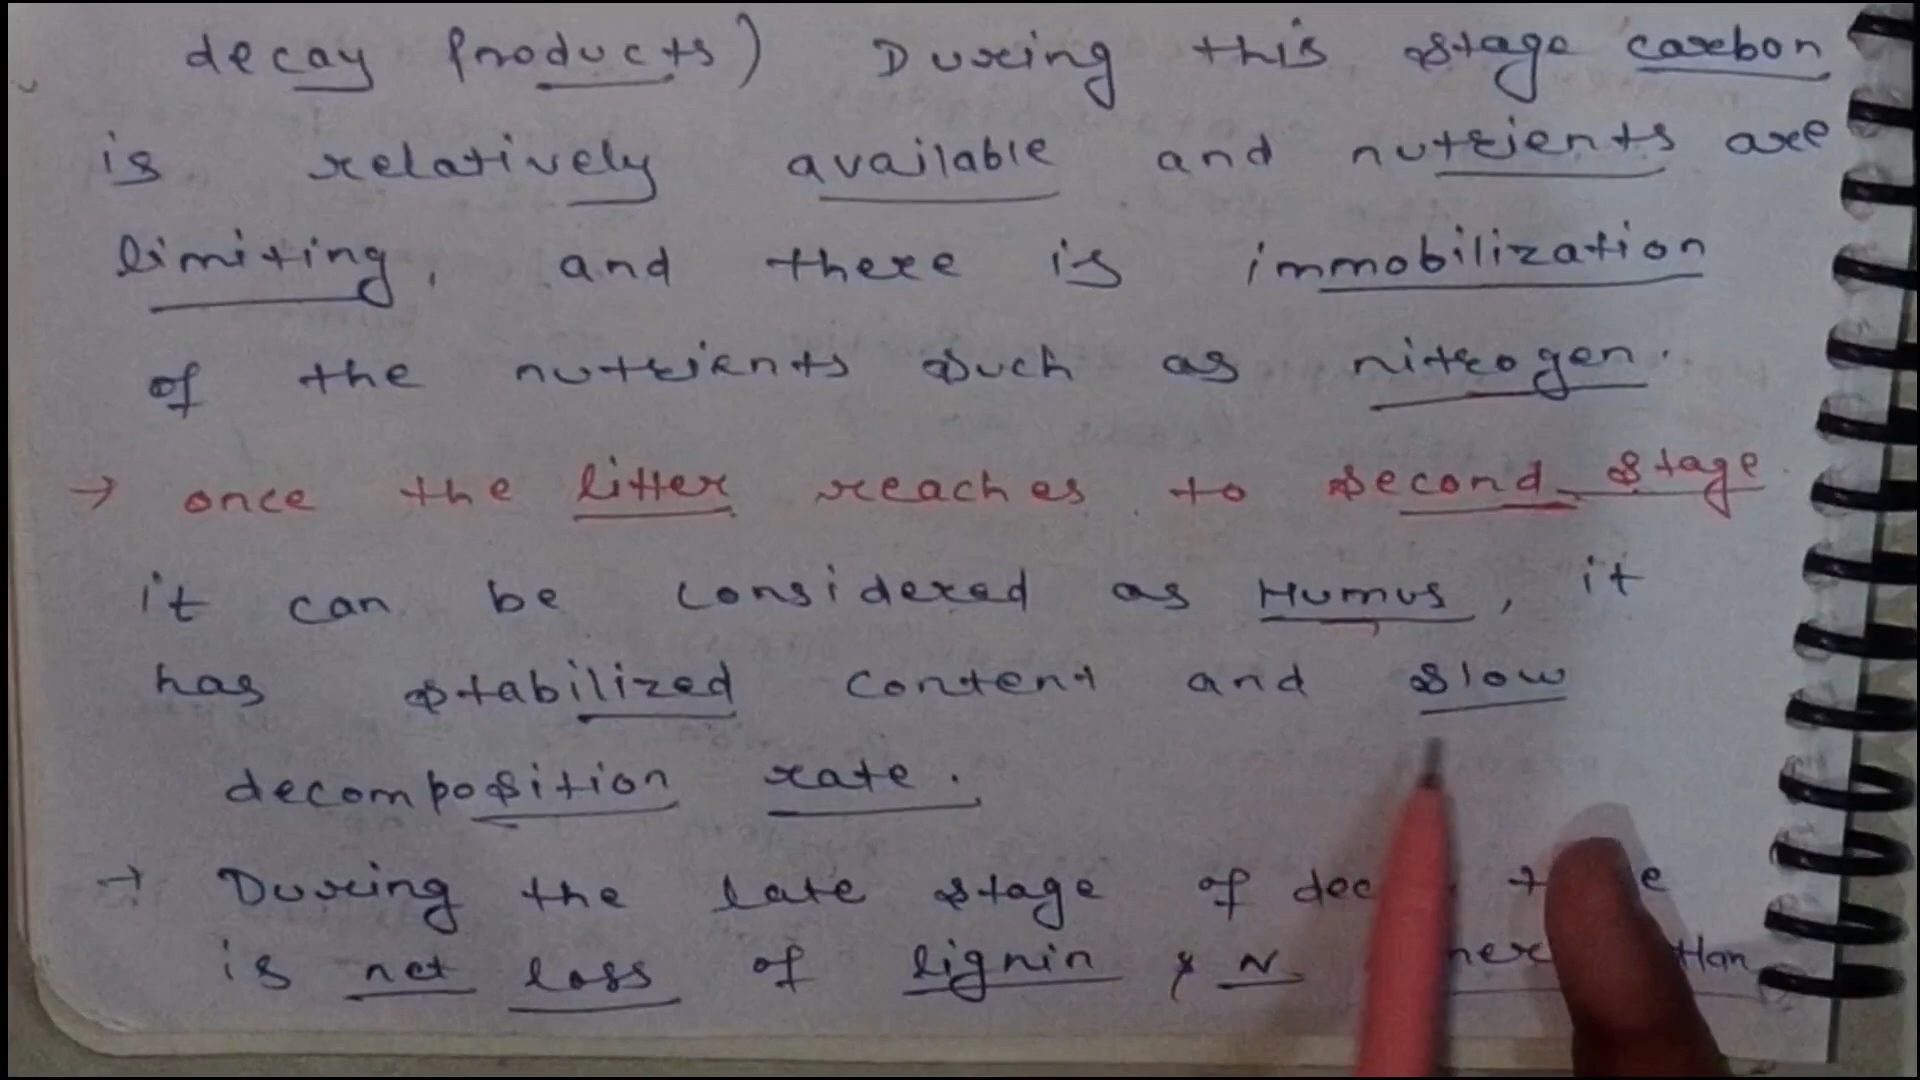 decay products) During this stage carbon
is relatively available and nutrients are
limiting, and there is immobilization
of the nutrients such as nitrogen.
→ once the litter reaches to second stage
it can be considered as Humus, it
has stabilized content and slow
decomposition rate.
→ During the late stage of
is net loss of lignin & N than